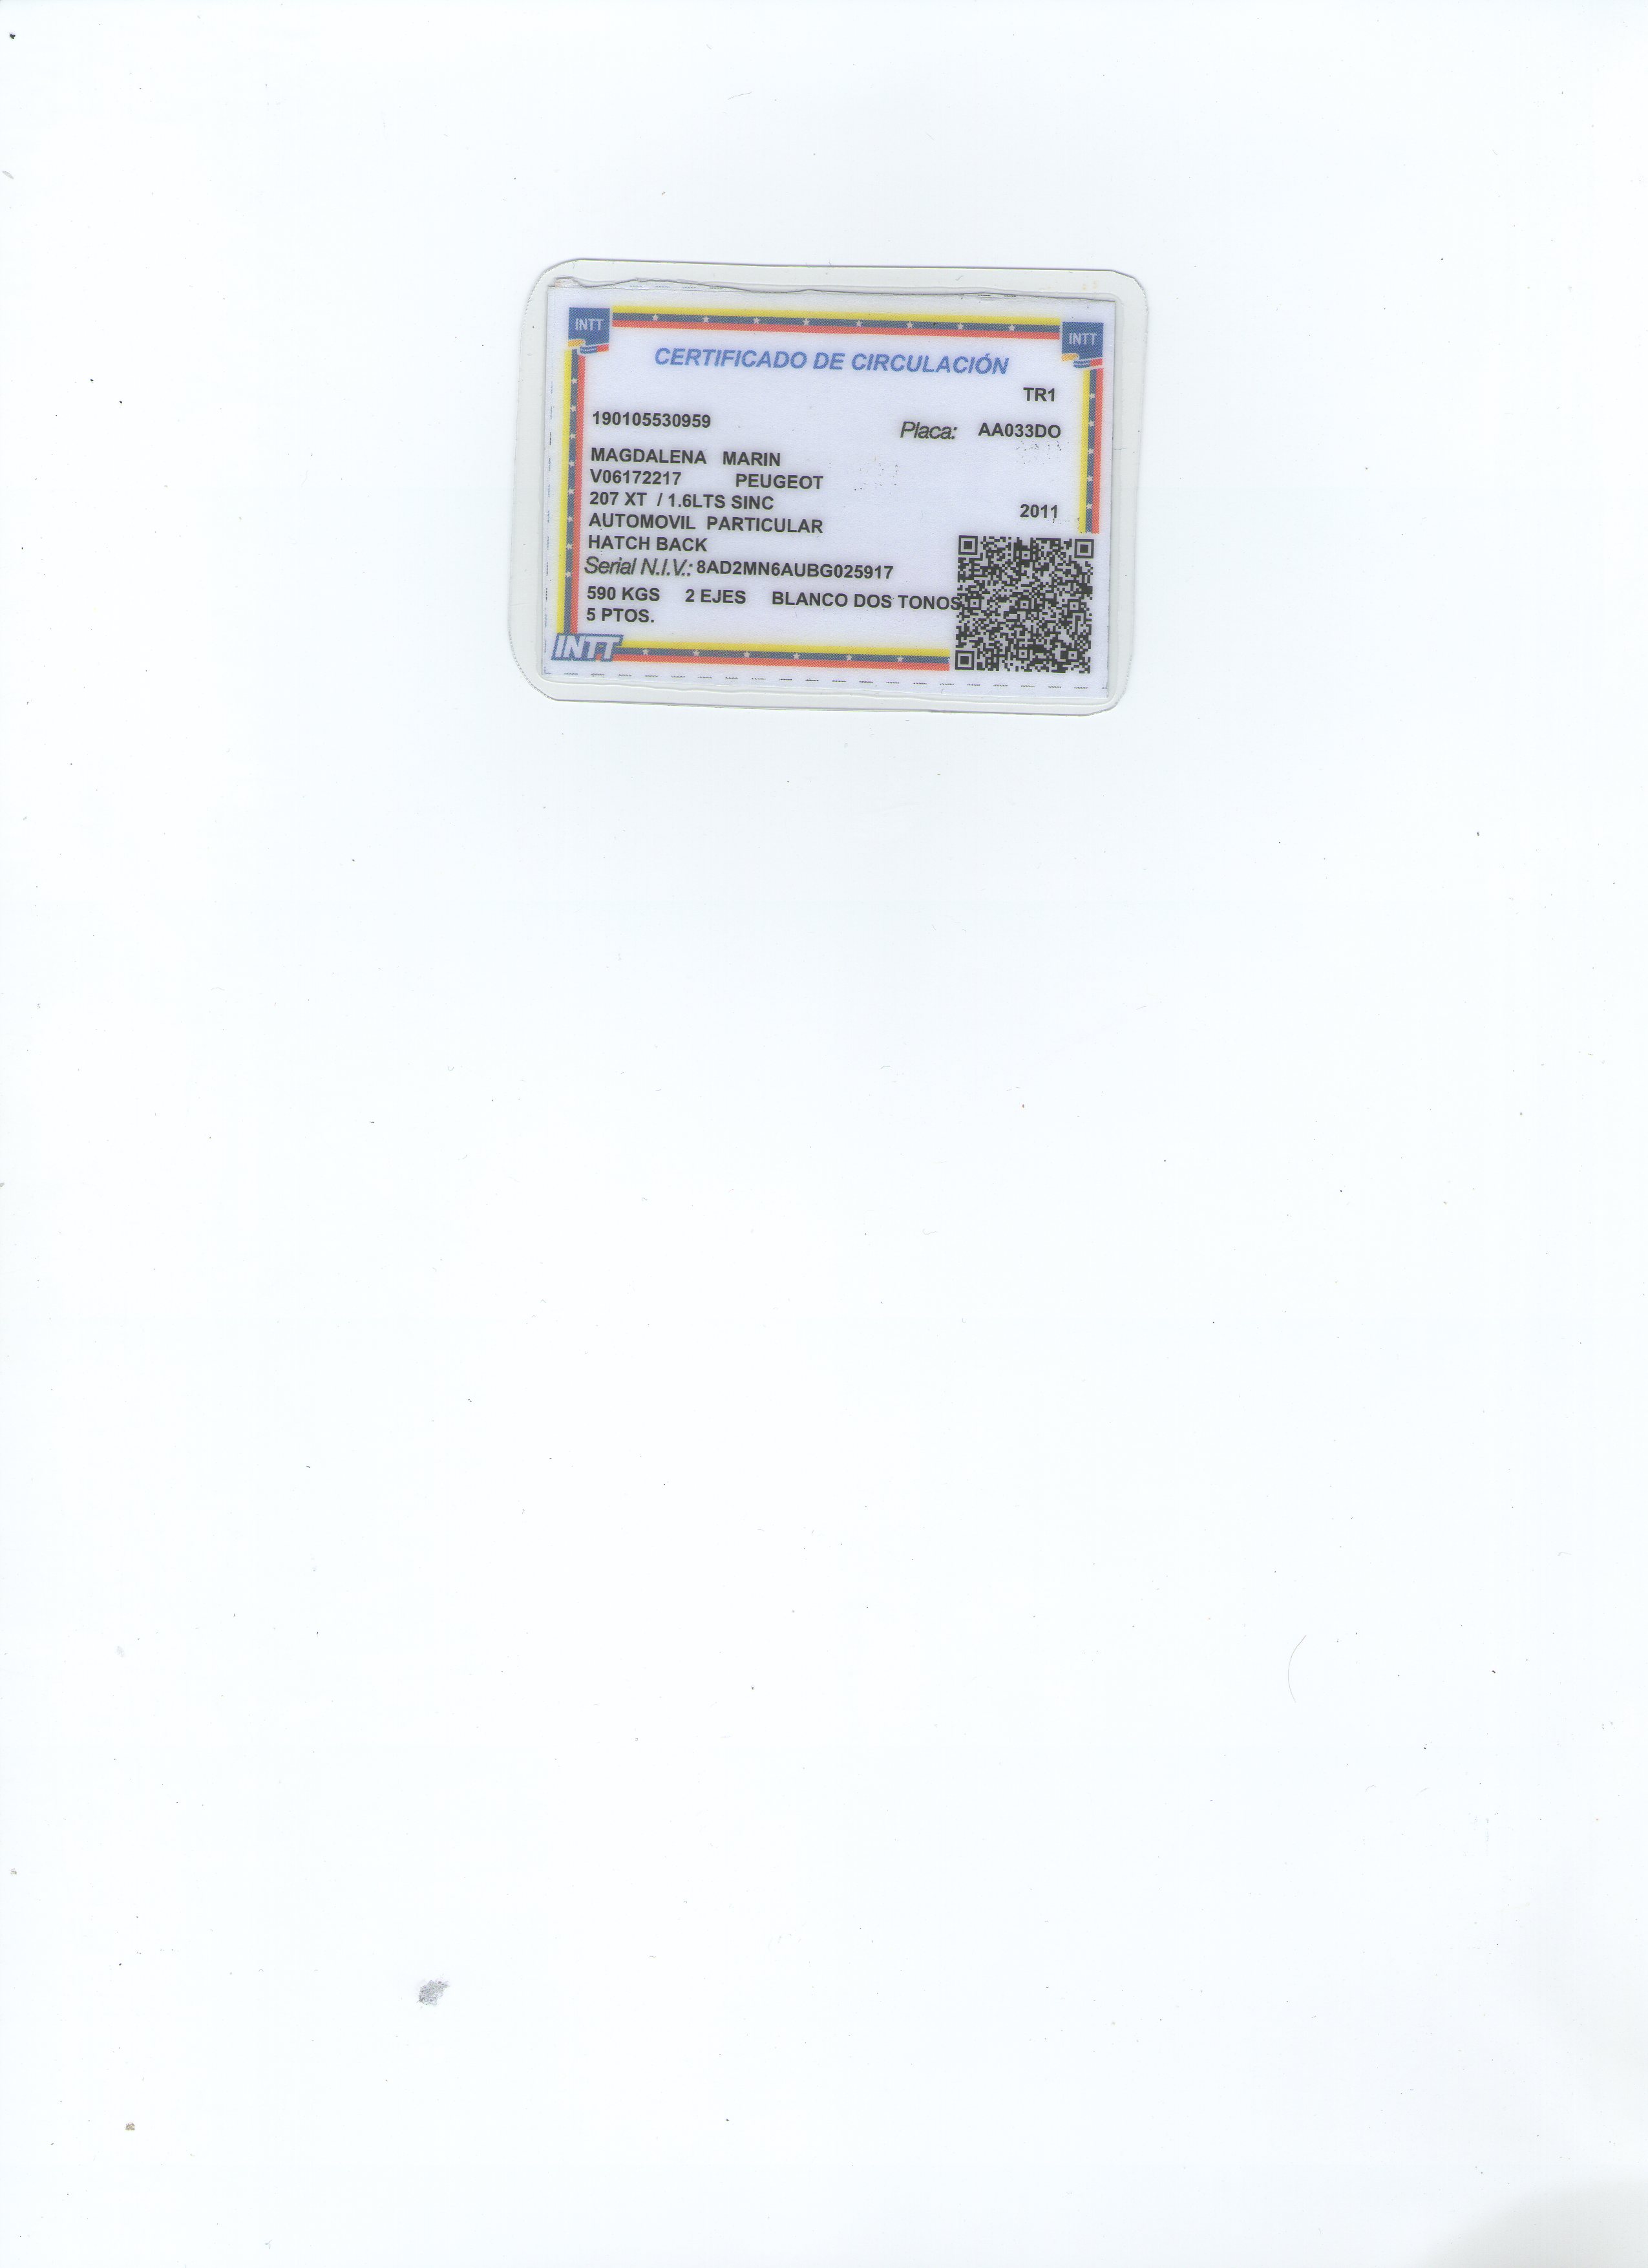 INTT
INTT
CERTIFICADO DE CIRCULACIÓN
TR1
190105530959
Placa: AA033DO
MAGDALENA MARIN
V06172217 PEUGEOT
207 XT / 1.6LTS SINC
2011
AUTOMOVIL PARTICULAR
HATCH BACK
Serial N.I.V.: 8AD2MN6AUBG025917
590 KGS 2 EJES BLANCO DOS TONOS
5 PTOS.
INTT